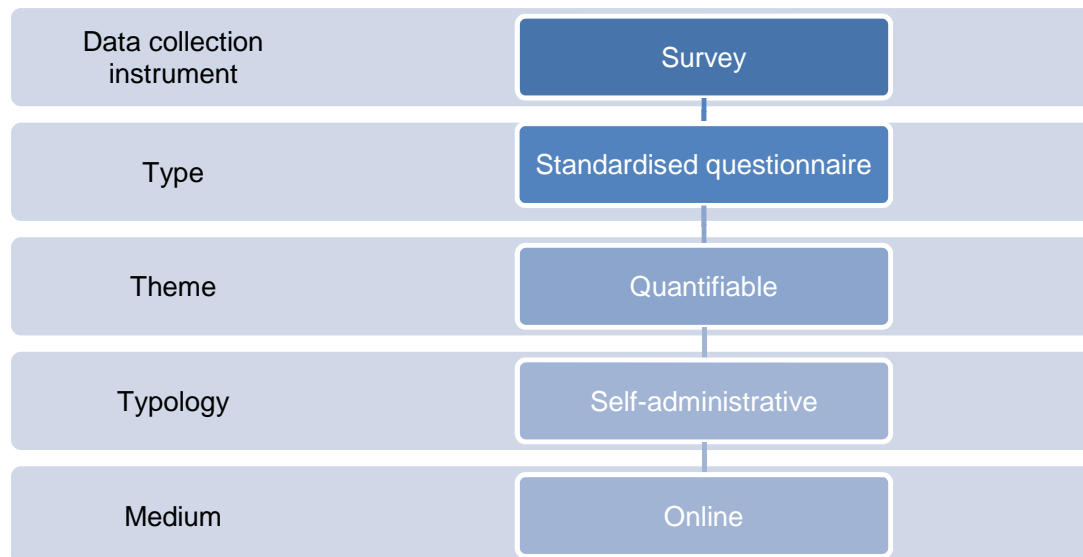 Data collection
instrument
Survey
Type
Standardised questionnaire
Theme
Quantifiable
Typology
Self-administrative
Medium
Online